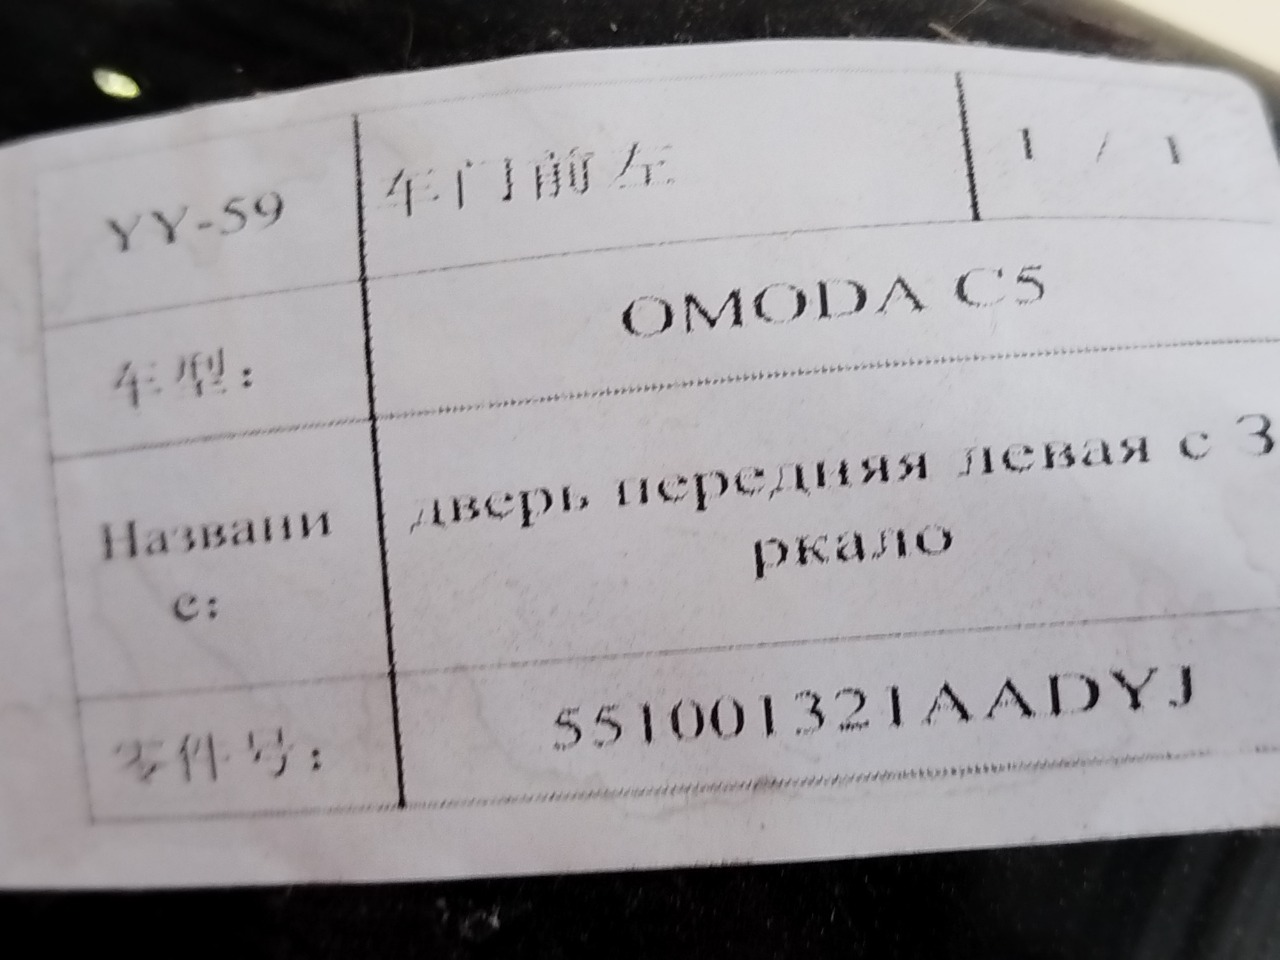 YY-59 车门前左 1 / 1
车型: OMODA C5
Названи дверь передняя левая с З
е: ркало
零件号: 551001321AADYJ